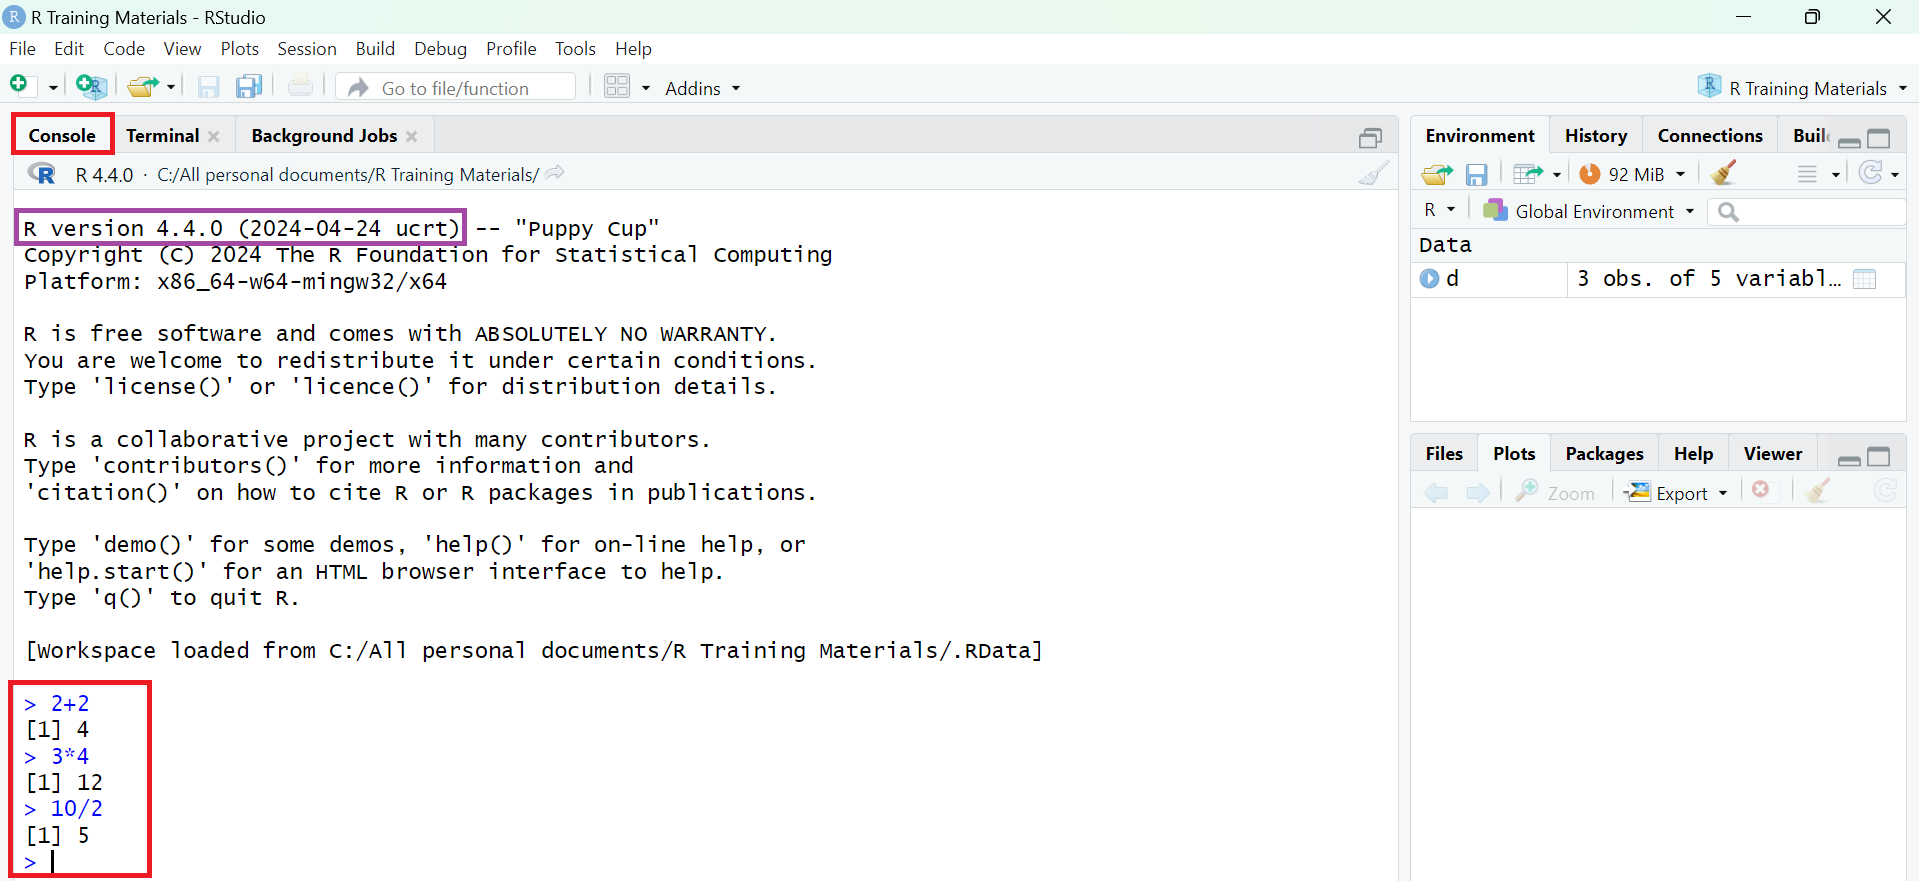 R Training Materials - RStudio
File Edit Code View Plots Session Build Debug Profile Tools Help
Go to file/function Addins R Training Materials
Console Terminal Background Jobs
R 4.4.0 · C:/All personal documents/R Training Materials/
R version 4.4.0 (2024-04-24 ucrt) -- "Puppy Cup"
Copyright (C) 2024 The R Foundation for Statistical Computing
Platform: x86_64-w64-mingw32/x64
R is free software and comes with ABSOLUTELY NO WARRANTY.
You are welcome to redistribute it under certain conditions.
Type 'license()' or 'licence()' for distribution details.
R is a collaborative project with many contributors.
Type 'contributors()' for more information and
'citation()' on how to cite R or R packages in publications.
Type 'demo()' for some demos, 'help()' for on-line help, or
'help.start()' for an HTML browser interface to help.
Type 'q()' to quit R.
[Workspace loaded from C:/All personal documents/R Training Materials/.RData]
> 2+2
[1] 4
> 3*4
[1] 12
> 10/2
[1] 5
>
Environment History Connections Buil
92 MiB
R Global Environment
Data
d 3 obs. of 5 variabl…
Files Plots Packages Help Viewer
Zoom Export